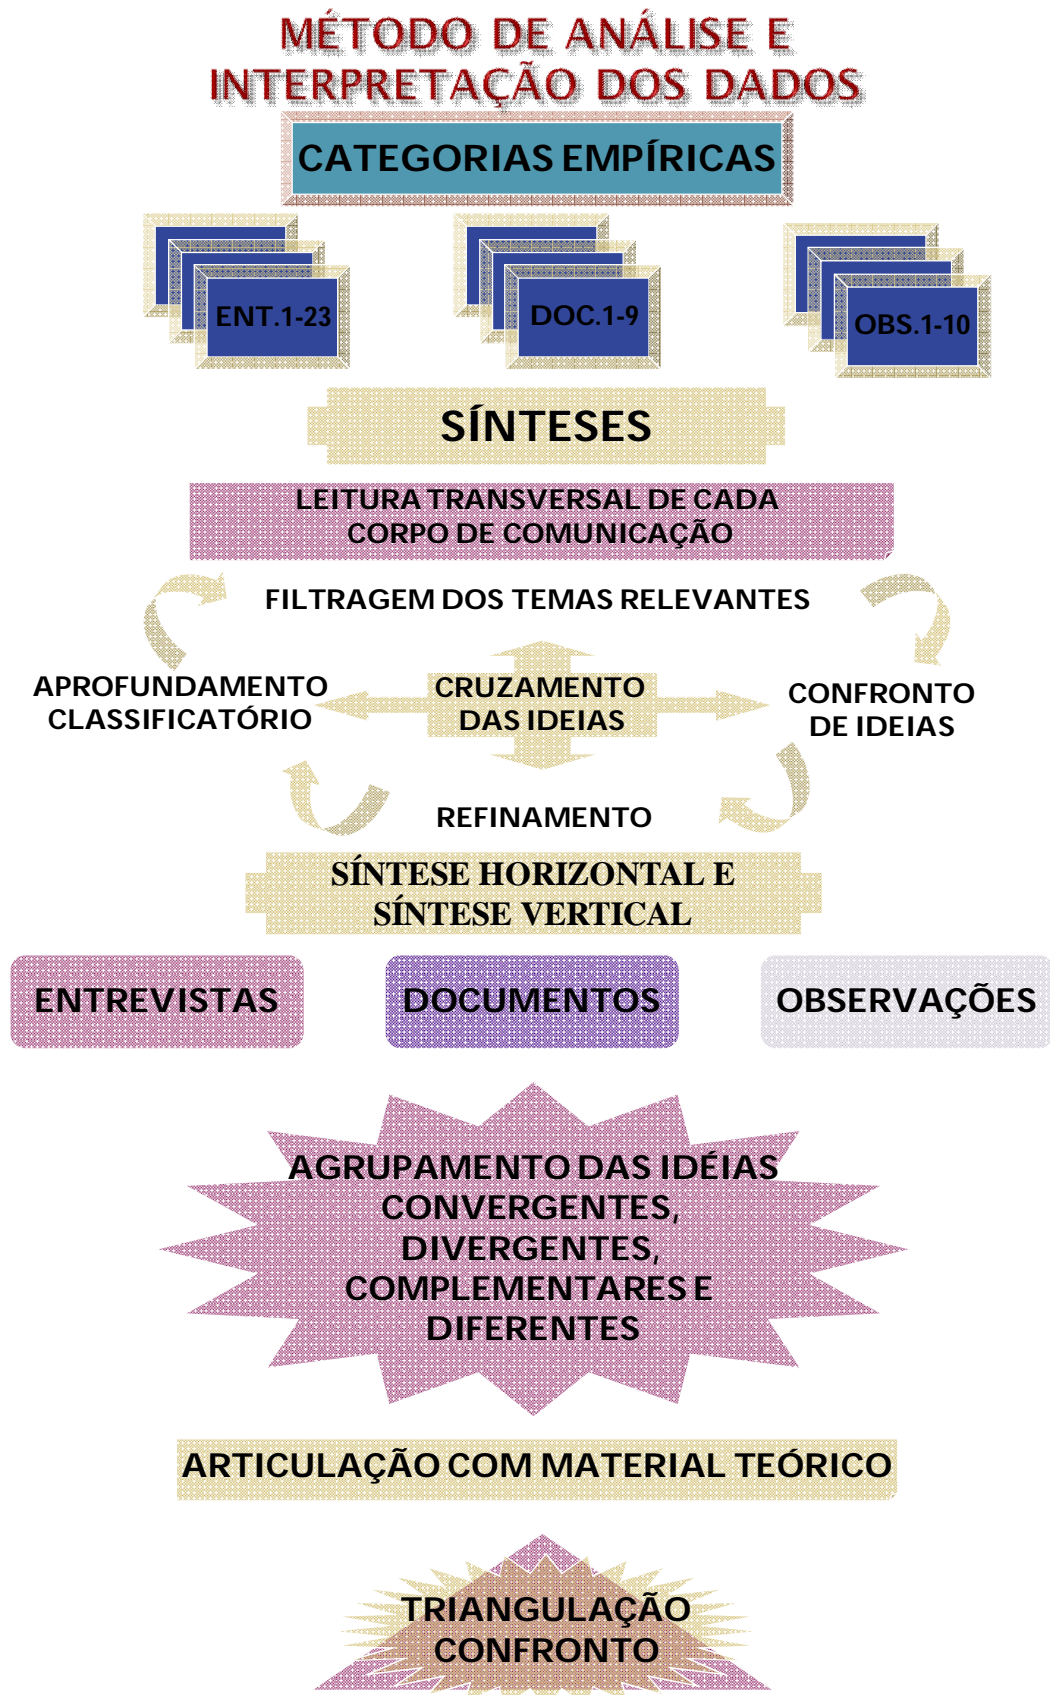 MÉTODO DE ANÁLISE E
INTERPRETAÇÃO DOS DADOS
CATEGORIAS EMPÍRICAS
ENT.1-23
DOC.1-9
OBS.1-10
SÍNTESES
LEITURA TRANSVERSAL DE CADA
CORPO DE COMUNICAÇÃO
FILTRAGEM DOS TEMAS RELEVANTES
APROFUNDAMENTO
CLASSIFICATÓRIO
CRUZAMENTO
DAS IDEIAS
CONFRONTO
DE IDEIAS
REFINAMENTO
SÍNTESE HORIZONTAL E
SÍNTESE VERTICAL
ENTREVISTAS
DOCUMENTOS
OBSERVAÇÕES
AGRUPAMENTO DAS IDÉIAS
CONVERGENTES,
DIVERGENTES,
COMPLEMENTARES E
DIFERENTES
ARTICULAÇÃO COM MATERIAL TEÓRICO
TRIANGULAÇÃO
CONFRONTO